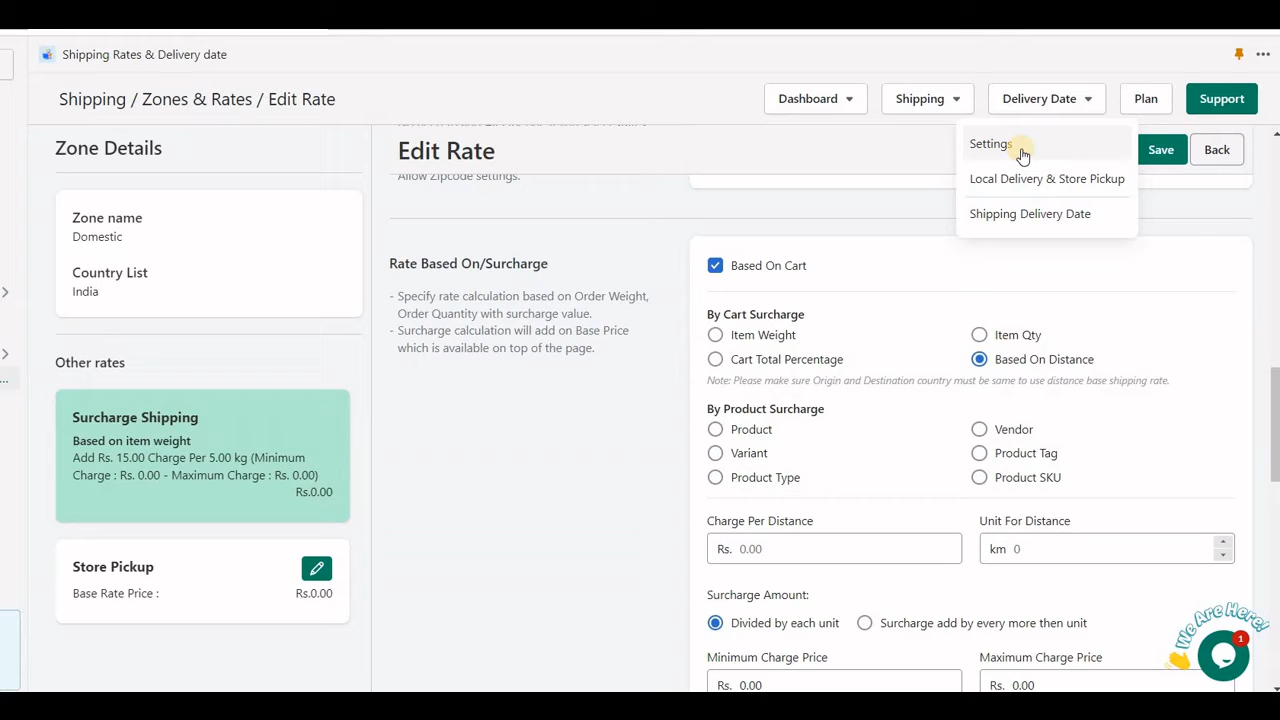 Shipping Rates & Delivery date
Shipping / Zones & Rates / Edit Rate
Dashboard
Shipping
Delivery Date
Plan
Support
Settings
Local Delivery & Store Pickup
Shipping Delivery Date
Zone Details
Edit Rate
Save
Back
Allow Zipcode settings.
Zone name
Domestic
Country List
India
Other rates
Surcharge Shipping
Based on item weight
Add Rs. 15.00 Charge Per 5.00 kg (Minimum
Charge : Rs. 0.00 - Maximum Charge : Rs. 0.00)
Rs.0.00
Store Pickup
Base Rate Price :
Rs.0.00
Rate Based On/Surcharge
- Specify rate calculation based on Order Weight,
Order Quantity with surcharge value.
- Surcharge calculation will add on Base Price
which is available on top of the page.
Based On Cart
By Cart Surcharge
Item Weight
Item Qty
Cart Total Percentage
Based On Distance
Note: Please make sure Origin and Destination country must be same to use distance base shipping rate.
By Product Surcharge
Product
Vendor
Variant
Product Tag
Product Type
Product SKU
Charge Per Distance
Unit For Distance
Rs. 0.00
km 0
Surcharge Amount:
Divided by each unit
Surcharge add by every more then unit
Minimum Charge Price
Maximum Charge Price
Rs. 0.00
Rs. 0.00
We Are Here!
1